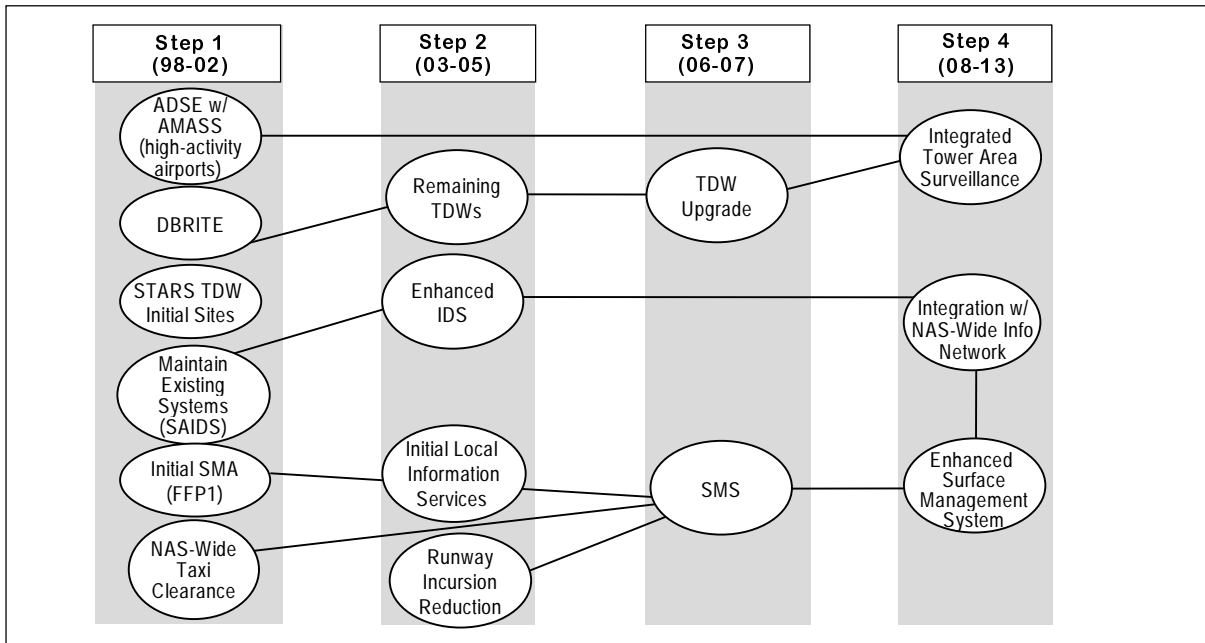 Step 1
(98-02)
ADSE w/
AMASS
(high-activity
airports)
DBRITE
STARS TDW
Initial Sites
Maintain
Existing
Systems
(SAIDS)
Initial SMA
(FFP1)
NAS-Wide
Taxi
Clearance
Step 2
(03-05)
Remaining
TDWs
Enhanced
IDS
Initial Local
Information
Services
Runway
Incursion
Reduction
Step 3
(06-07)
TDW
Upgrade
SMS
Step 4
(08-13)
Integrated
Tower Area
Surveillance
Integration w/
NAS-Wide Info
Network
Enhanced
Surface
Management
System